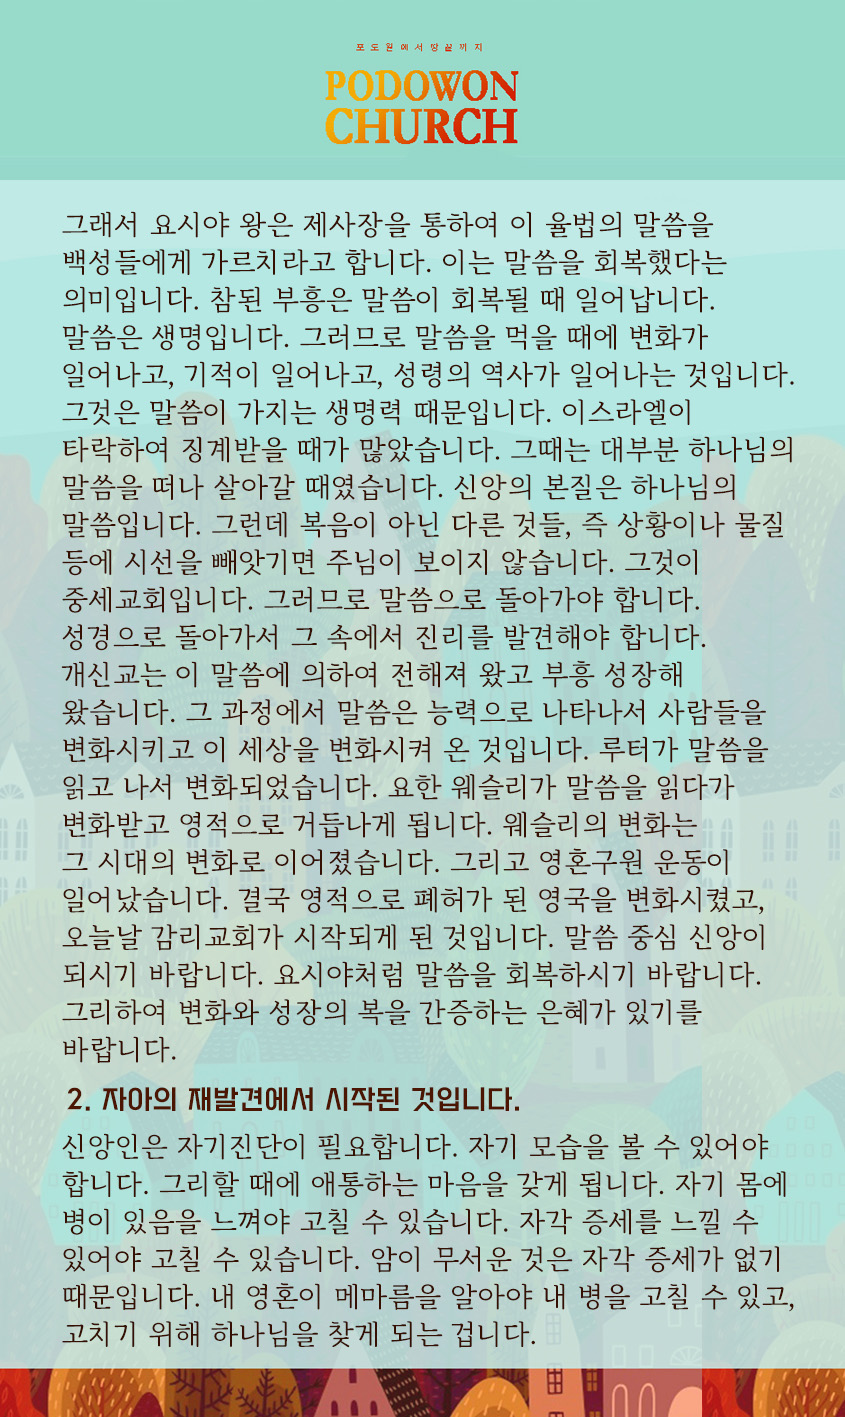 포도원에서땅끝까지
PODOWON
CHURCH
그래서 요시야 왕은 제사장을 통하여 이 율법의 말씀을
백성들에게 가르치라고 합니다. 이는 말씀을 회복했다는
의미입니다. 참된 부흥은 말씀이 회복될 때 일어납니다.
말씀은 생명입니다. 그러므로 말씀을 먹을 때에 변화가
일어나고, 기적이 일어나고, 성령의 역사가 일어나는 것입니다.
그것은 말씀이 가지는 생명력 때문입니다. 이스라엘이
타락하여 징계받을 때가 많았습니다. 그때는 대부분 하나님의
말씀을 떠나 살아갈 때였습니다. 신앙의 본질은 하나님의
말씀입니다. 그런데 복음이 아닌 다른 것들, 즉 상황이나 물질
등에 시선을 빼앗기면 주님이 보이지 않습니다. 그것이
중세교회입니다. 그러므로 말씀으로 돌아가야 합니다.
성경으로 돌아가서 그 속에서 진리를 발견해야 합니다.
개신교는 이 말씀에 의하여 전해져 왔고 부흥 성장해
왔습니다. 그 과정에서 말씀은 능력으로 나타나서 사람들을
변화시키고 이 세상을 변화시켜 온 것입니다. 루터가 말씀을
읽고 나서 변화되었습니다. 요한 웨슬리가 말씀을 읽다가
변화받고 영적으로 거듭나게 됩니다. 웨슬리의 변화는
그 시대의 변화로 이어졌습니다. 그리고 영혼구원 운동이
일어났습니다. 결국 영적으로 폐허가 된 영국을 변화시켰고,
오늘날 감리교회가 시작되게 된 것입니다. 말씀 중심 신앙이
되시기 바랍니다. 요시야처럼 말씀을 회복하시기 바랍니다.
그리하여 변화와 성장의 복을 간증하는 은혜가 있기를
바랍니다.
2. 자아의 재발견에서 시작된 것입니다.
신앙인은 자기진단이 필요합니다. 자기 모습을 볼 수 있어야
합니다. 그리할 때에 애통하는 마음을 갖게 됩니다. 자기 몸에
병이 있음을 느껴야 고칠 수 있습니다. 자각 증세를 느낄 수
있어야 고칠 수 있습니다. 암이 무서운 것은 자각 증세가 없기
때문입니다. 내 영혼이 메마름을 알아야 내 병을 고칠 수 있고,
고치기 위해 하나님을 찾게 되는 겁니다.